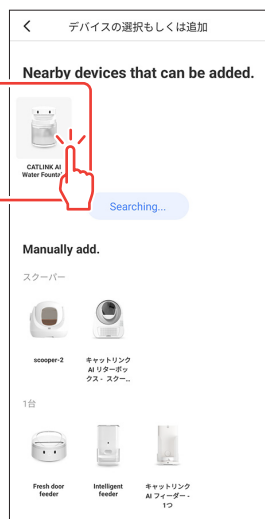 デバイスの選択もしくは追加
Nearby devices that can be added.
CATLINK AI
Water Fountai
Searching...
Manually add.
スクーパー
scooper-2
キャットリンク
AI リターボッ
クス - スクー...
1台
Fresh door
feeder
Intelligent
feeder
キャットリンク
AI フィーダー -
1つ